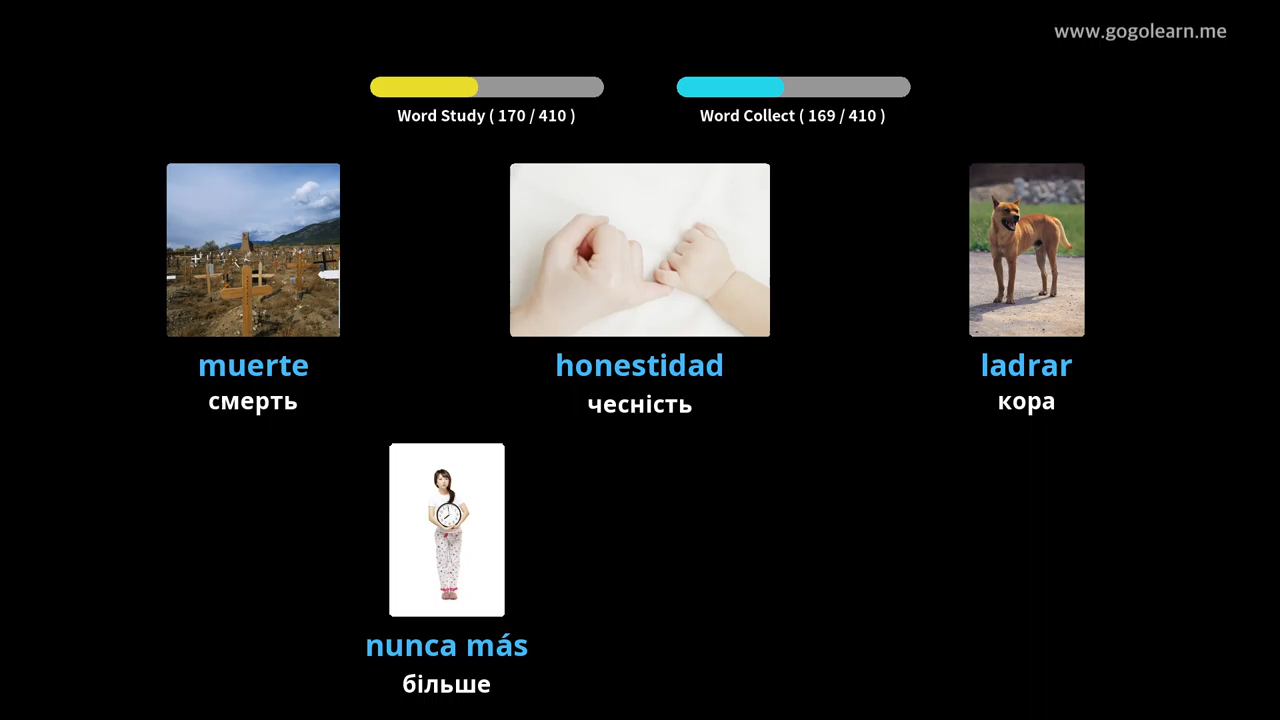 www.gogolearn.me
Word Study ( 170 / 410 )
Word Collect ( 169 / 410 )
muerte
смерть
honestidad
чесність
ladrar
кора
nunca más
більше